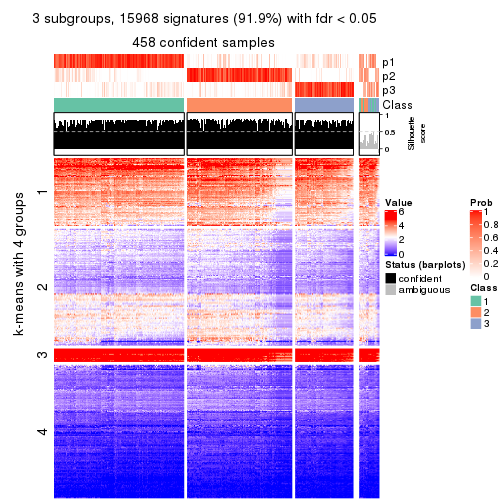 3 subgroups, 15968 signatures (91.9%) with fdr < 0.05
458 confident samples
p1
p2
p3
Class
1
0.5
0
Silhouette
score
k-means with 4 groups
1
2
3
4
Value
6
4
2
0
Status (barplots)
confident
ambiguous
Prob
1
0.8
0.6
0.4
0.2
0
Class
1
2
3